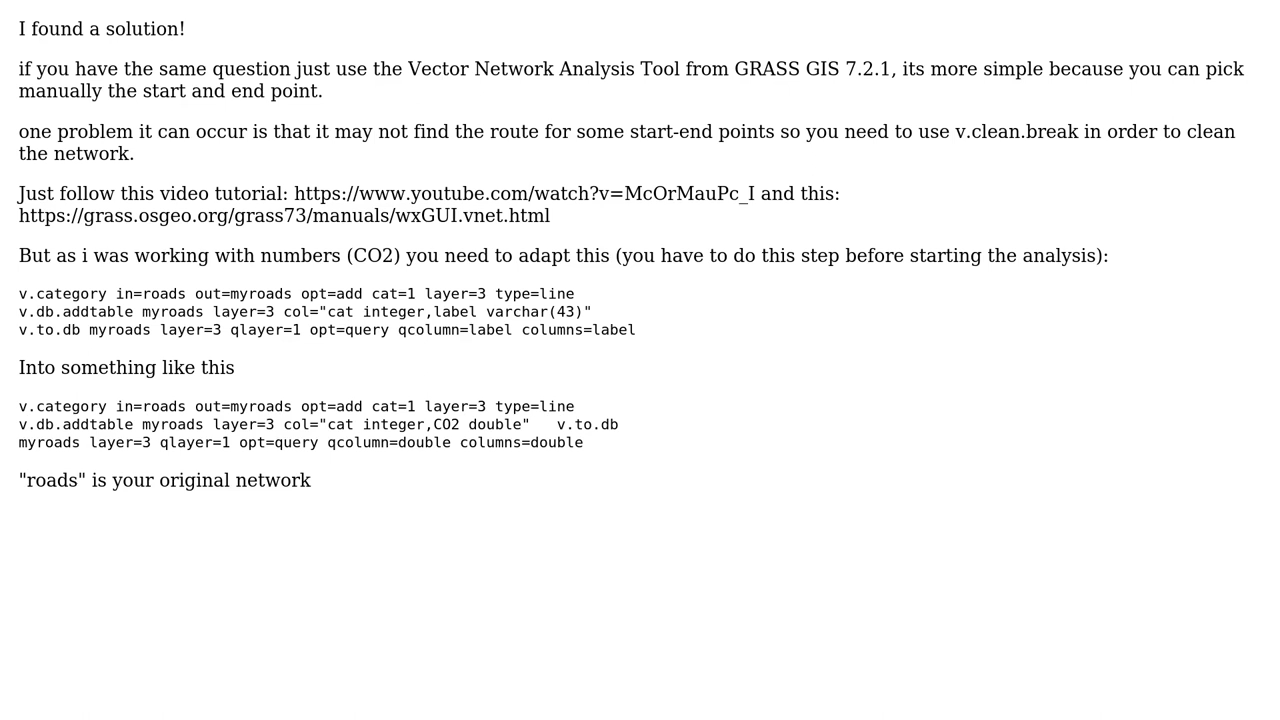 I found a solution!
if you have the same question just use the Vector Network Analysis Tool from GRASS GIS 7.2.1, its more simple because you can pick
manually the start and end point.
one problem it can occur is that it may not find the route for some start-end points so you need to use v.clean.break in order to clean
the network.
Just follow this video tutorial: https://www.youtube.com/watch?v=McOrMauPc_I and this:
https://grass.osgeo.org/grass73/manuals/wxGUI.vnet.html
But as i was working with numbers (CO2) you need to adapt this (you have to do this step before starting the analysis):
v.category in=roads out=myroads opt=add cat=1 layer=3 type=line
v.db.addtable myroads layer=3 col="cat integer,label varchar(43)"
v.to.db myroads layer=3 qlayer=1 opt=query qcolumn=label columns=label
Into something like this
v.category in=roads out=myroads opt=add cat=1 layer=3 type=line
v.db.addtable myroads layer=3 col="cat integer,CO2 double"   v.to.db
myroads layer=3 qlayer=1 opt=query qcolumn=double columns=double
"roads" is your original network